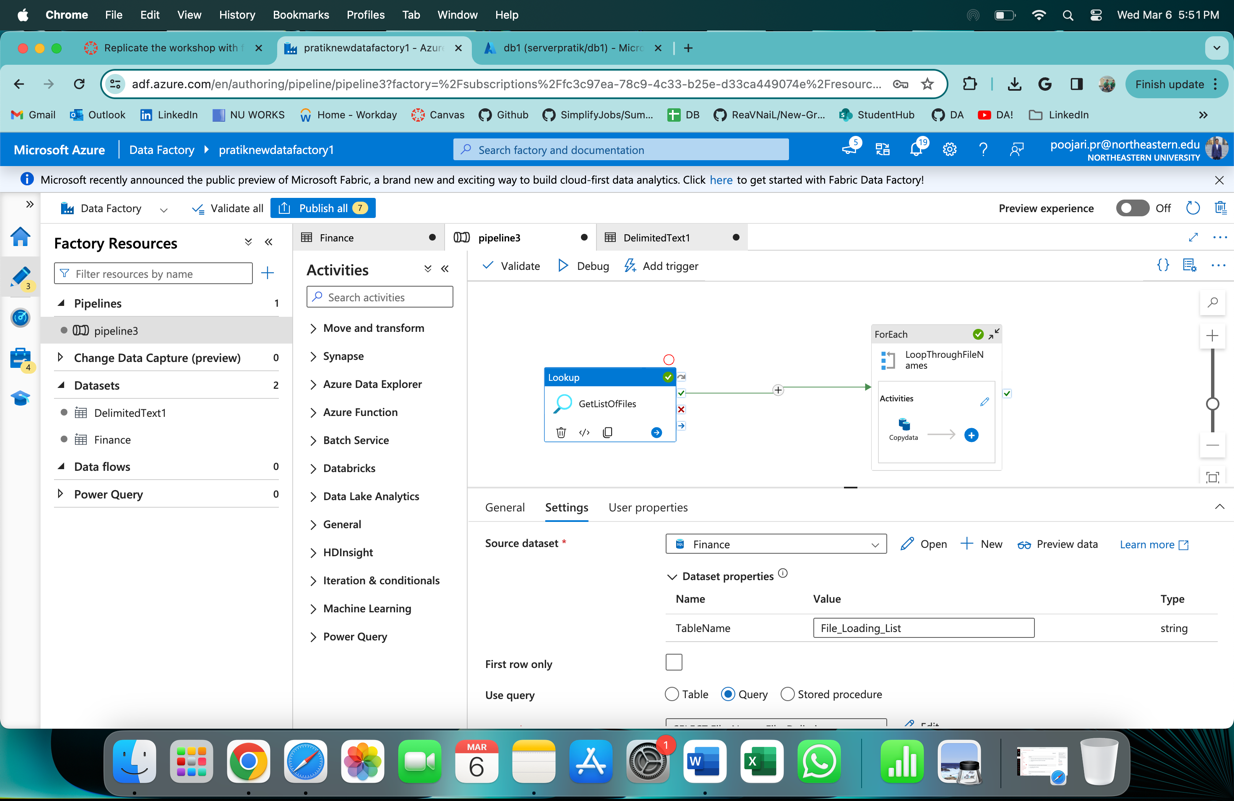 Chrome File Edit View History Bookmarks Profiles Tab Window Help Wed Mar 6 5:51 PM
Replicate the workshop with pratiknewdatafactory1 - Azur db1 (serverpratik/db1) - Micr
adf.azure.com/en/authoring/pipeline/pipeline3?factory=%2Fsubscriptions%2Ffc3c97ea-78c9-4c33-b25e-d33ca449074e%2Fresourc... Finish update
Gmail Outlook LinkedIn NU WORKS Home - Workday Canvas Github SimplifyJobs/Sum... DB ReaVNaiL/New-Gr... StudentHub DA DA! LinkedIn
Microsoft Azure Data Factory pratiknewdatafactory1 Search factory and documentation 5 19 poojari.pr@northeastern.edu
NORTHEASTERN UNIVERSITY
Microsoft recently announced the public preview of Microsoft Fabric, a brand new and exciting way to build cloud-first data analytics. Click here to get started with Fabric Data Factory!
Data Factory Validate all Publish all 7 Preview experience Off
Factory Resources
Filter resources by name
3
4
Pipelines 1
pipeline3
Change Data Capture (preview) 0
Datasets 2
DelimitedText1
Finance
Data flows 0
Power Query 0
Finance pipeline3 DelimitedText1
Activities
Search activities
Move and transform
Synapse
Azure Data Explorer
Azure Function
Batch Service
Databricks
Data Lake Analytics
General
HDInsight
Iteration & conditionals
Machine Learning
Power Query
Validate Debug Add trigger
Lookup
GetListOfFiles
ForEach
LoopThroughFileN
ames
Activities
Copydata
General Settings User properties
Source dataset * Finance Open New Preview data Learn more
Dataset properties
Name Value Type
TableName File_Loading_List string
First row only
Use query Table Query Stored procedure
Edit
MAR
6
1